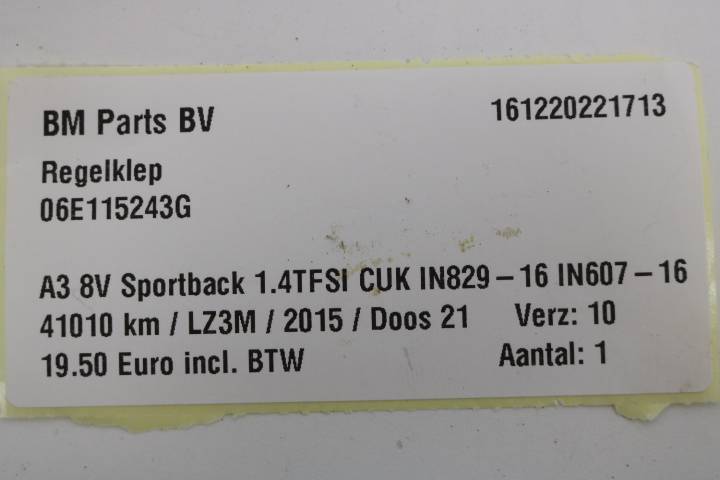 BM Parts BV 161220221713
Regelklep
06E115243G
A3 8V Sportback 1.4TFSI CUK IN829-16 IN607-16
41010 km / LZ3M / 2015 / Doos 21 Verz: 10
19.50 Euro incl. BTW Aantal: 1